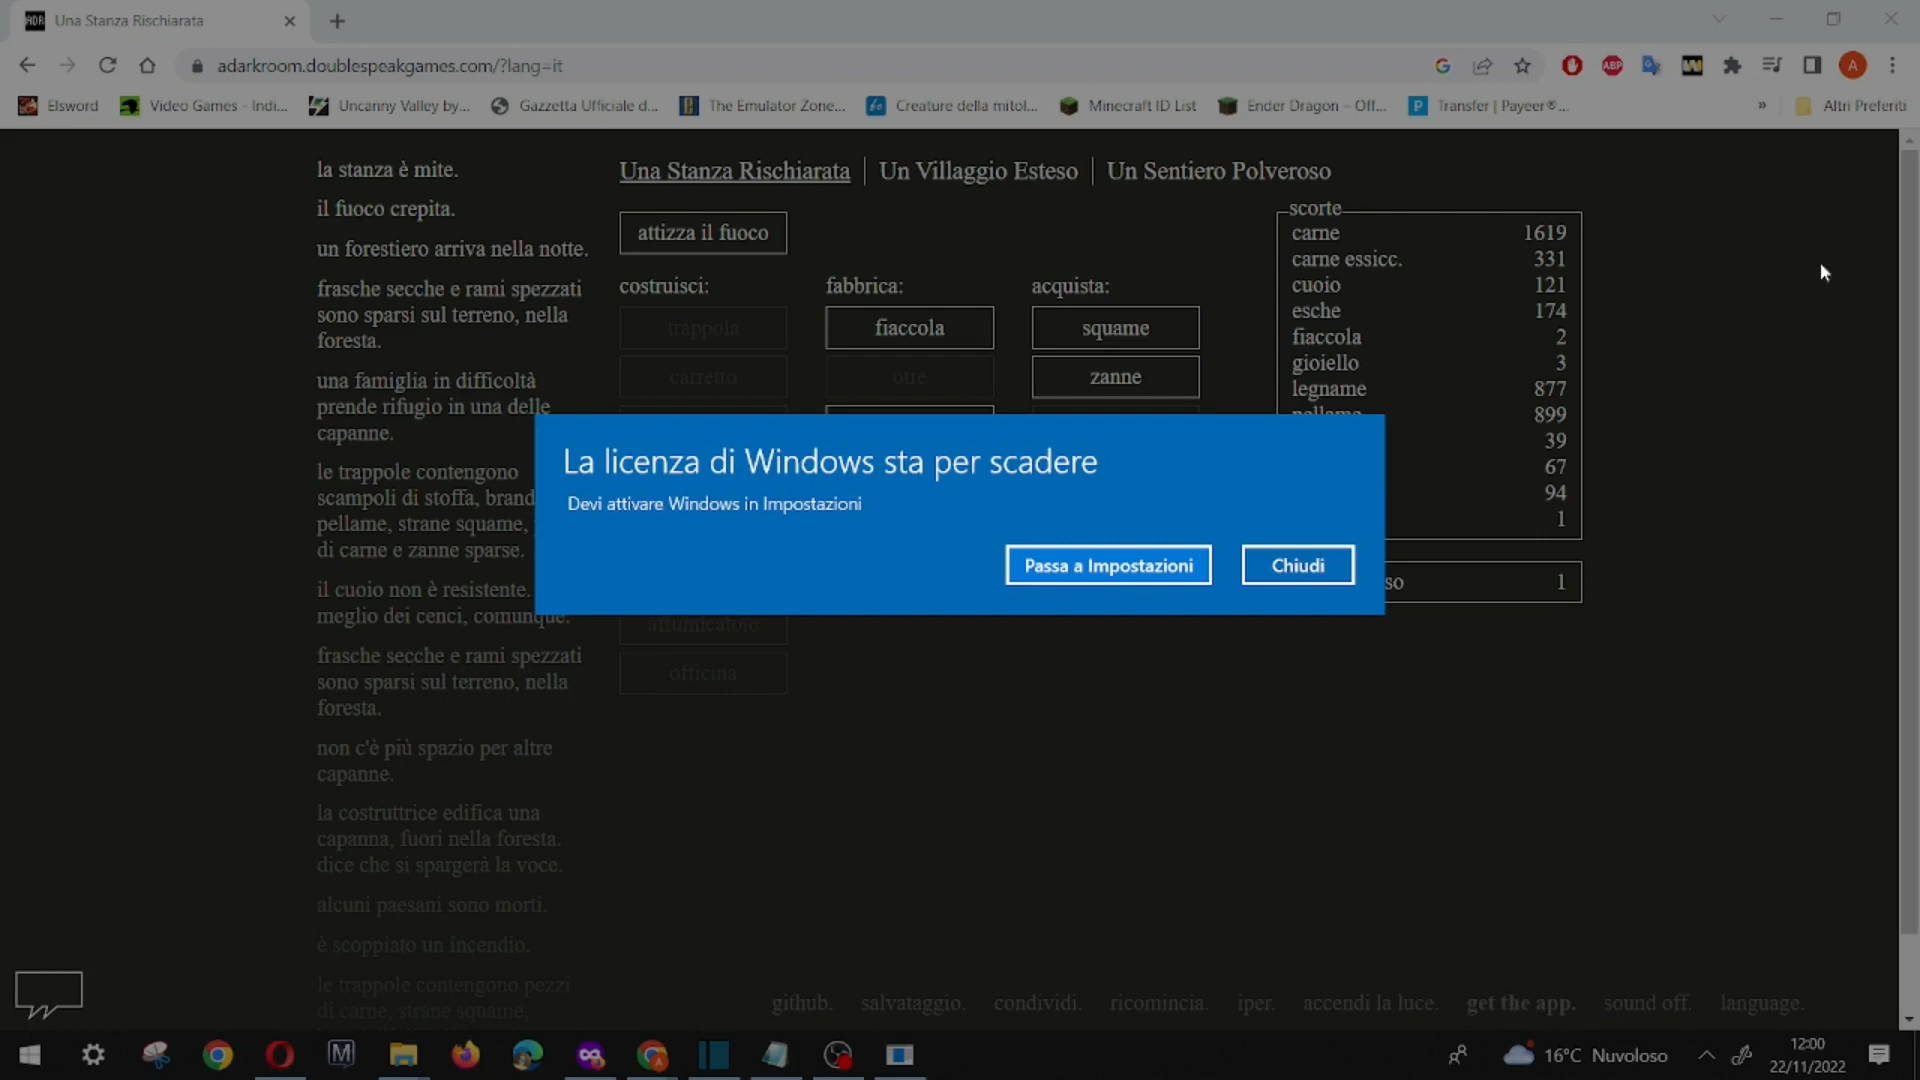 Una Stanza Rischiarata
adarkroom.doublespeakgames.com/?lang=it
ABP
A
Elsword
Video Games - Indi...
Uncanny Valley by...
Gazzetta Ufficiale d...
The Emulator Zone...
Creature della mitol...
Minecraft ID List
Ender Dragon – Off...
Transfer | Payeer®...
»
Altri Preferiti
la stanza è mite.
il fuoco crepita.
un forestiero arriva nella notte.
frasche secche e rami spezzati
sono sparsi sul terreno, nella
foresta.
una famiglia in difficoltà
prende rifugio in una delle
capanne.
le trappole contengono
scampoli di stoffa, brand
pellame, strane squame,
di carne e zanne sparse.
il cuoio non è resistente.
meglio dei cenci, comunque.
frasche secche e rami spezzati
sono sparsi sul terreno, nella
foresta.
non c'è più spazio per altre
capanne.
la costruttrice edifica una
capanna, fuori nella foresta.
dice che si spargerà la voce.
alcuni paesani sono morti.
è scoppiato un incendio.
le trappole contengono pezzi
di carne, strane squame,
Una Stanza Rischiarata | Un Villaggio Esteso | Un Sentiero Polveroso
attizza il fuoco
costruisci:
trappola
carretto
affumicatoio
officina
fabbrica:
fiaccola
otre
acquista:
squame
zanne
scorte
carne 1619
carne essicc. 331
cuoio 121
esche 174
fiaccola 2
gioiello 3
legname 877
pellame 899
39
67
94
1
so 1
La licenza di Windows sta per scadere
Devi attivare Windows in Impostazioni
Passa a Impostazioni
Chiudi
github. salvataggio. condividi. ricomincia. iper. accendi la luce. get the app. sound off. language.
16°C Nuvoloso
12:00
22/11/2022